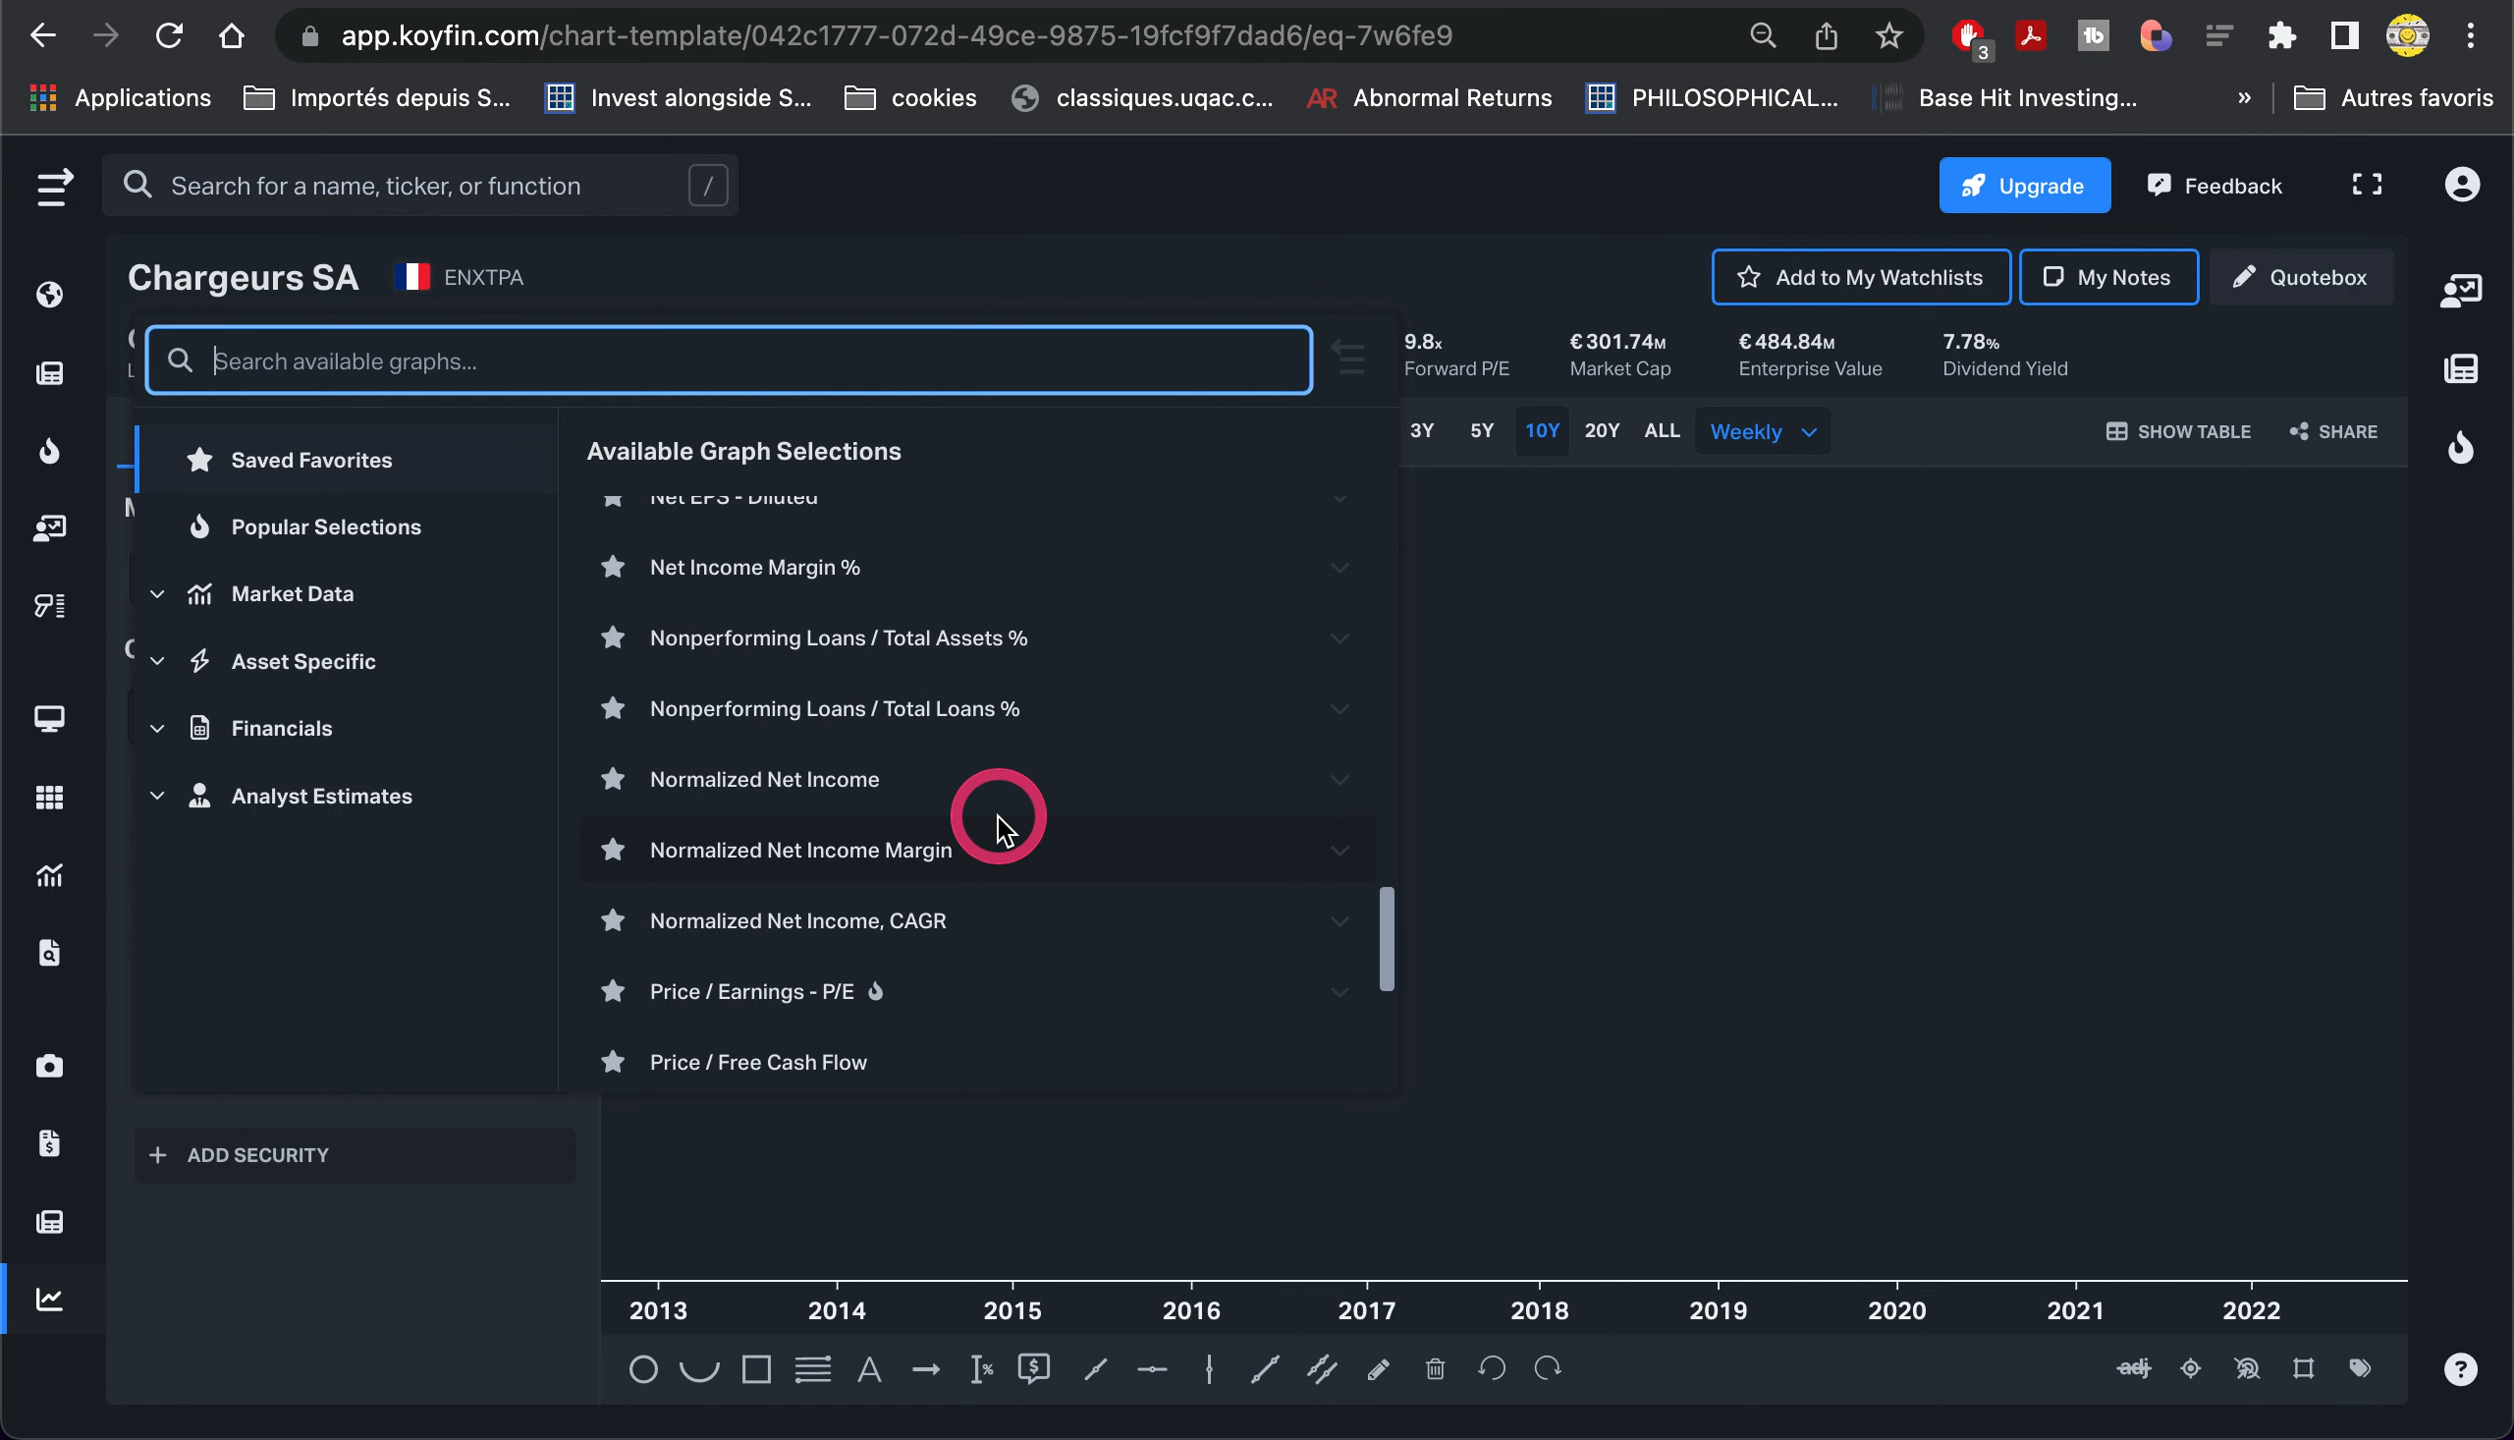 app.koyfin.com/chart-template/042c1777-072d-49ce-9875-19fcf9f7dad6/eq-7w6fe9
3
Applications
Importés depuis S...
Invest alongside S...
cookies
classiques.uqac.c...
AR Abnormal Returns
PHILOSOPHICAL...
Base Hit Investing...
»
Autres favoris
Search for a name, ticker, or function
/
Upgrade
Feedback
Chargeurs SA
ENXTPA
Add to My Watchlists
My Notes
Quotebox
Search available graphs...
9.8x
Forward P/E
€ 301.74M
Market Cap
€ 484.84M
Enterprise Value
7.78%
Dividend Yield
3Y
5Y
10Y
20Y
ALL
Weekly
SHOW TABLE
SHARE
Saved Favorites
Popular Selections
Market Data
Asset Specific
Financials
Analyst Estimates
Available Graph Selections
Net EPS - Diluted
Net Income Margin %
Nonperforming Loans / Total Assets %
Nonperforming Loans / Total Loans %
Normalized Net Income
Normalized Net Income Margin
Normalized Net Income, CAGR
Price / Earnings - P/E
Price / Free Cash Flow
+ ADD SECURITY
2013
2014
2015
2016
2017
2018
2019
2020
2021
2022
A
%
$
adj
?